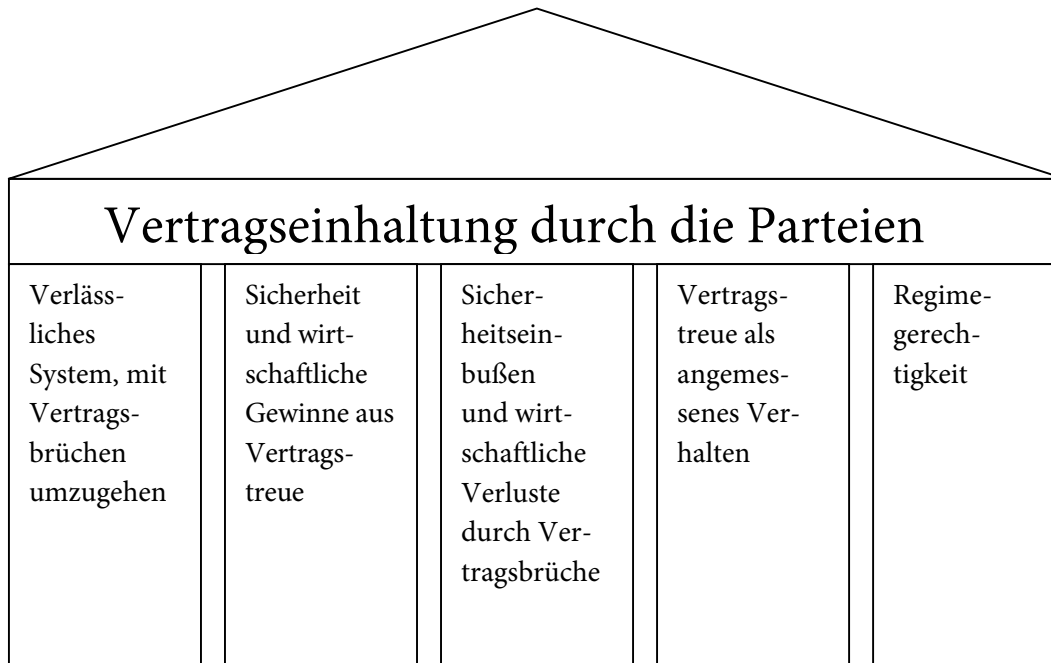 Vertragseinhaltung durch die Parteien
Verläss-
liches
System, mit
Vertrags-
brüchen
umzugehen
Sicherheit
und wirt-
schaftliche
Gewinne aus
Vertrags-
treue
Sicher-
heitsein-
bußen
und wirt-
schaftliche
Verluste
durch Ver-
tragsbrüche
Vertrags-
treue als
angemes-
senes Ver-
halten
Regime-
gerech-
tigkeit